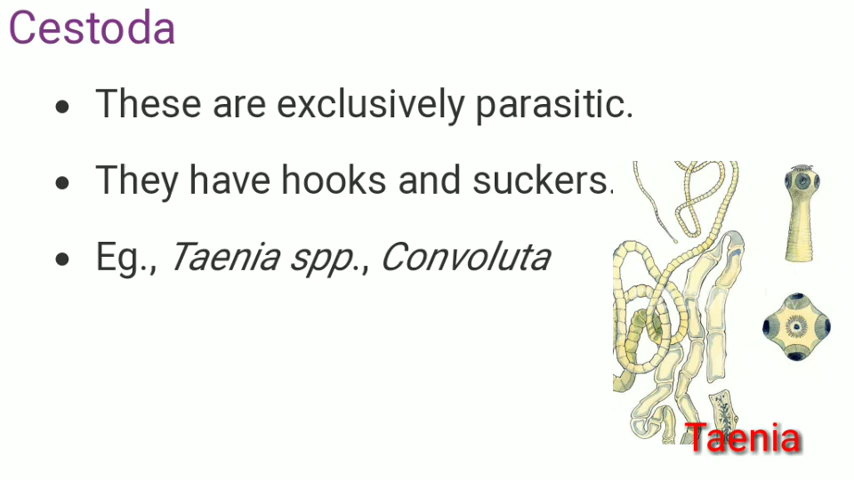 Cestoda
• These are exclusively parasitic.
• They have hooks and suckers.
• Eg., Taenia spp., Convoluta
Taenia